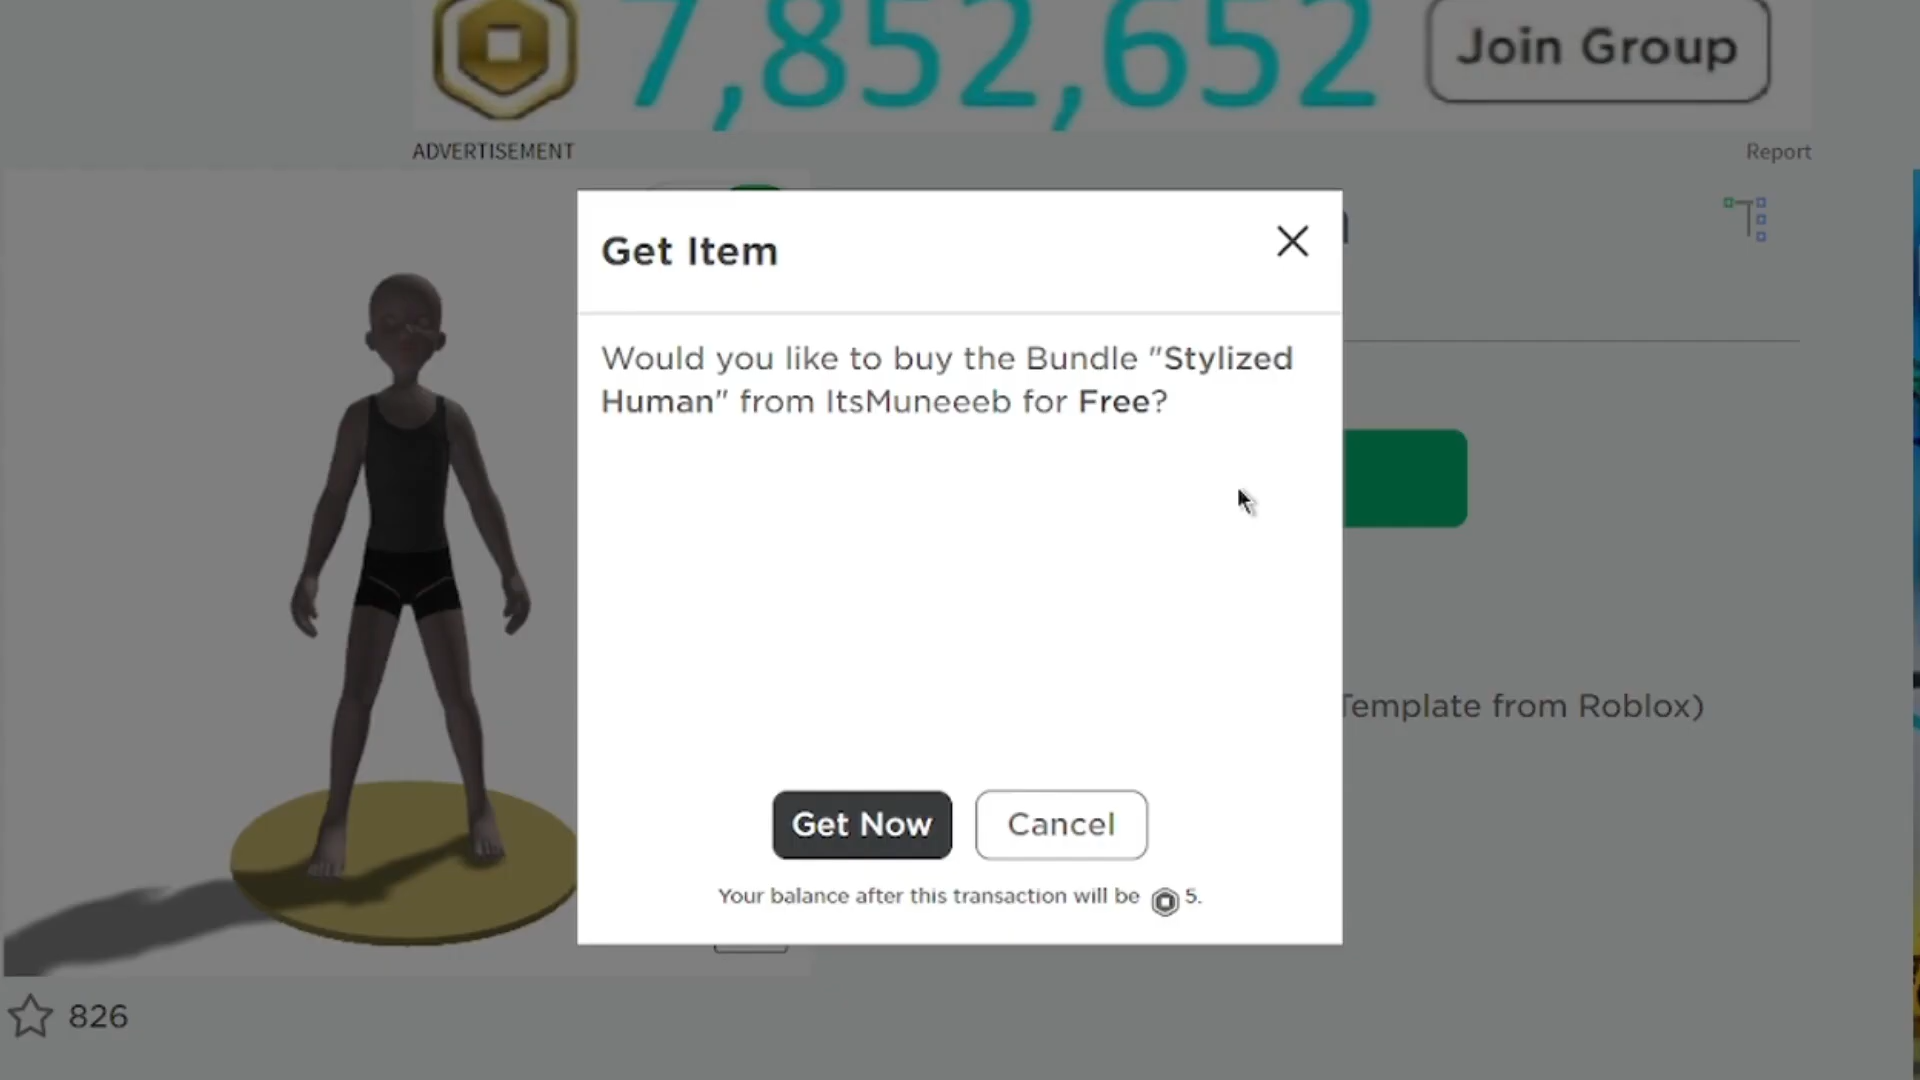 7,852,652
Join Group
ADVERTISEMENT
Report
Get Item
Would you like to buy the Bundle "Stylized
Human" from ItsMuneeeb for Free?
Template from Roblox)
Get Now
Cancel
Your balance after this transaction will be 5.
826